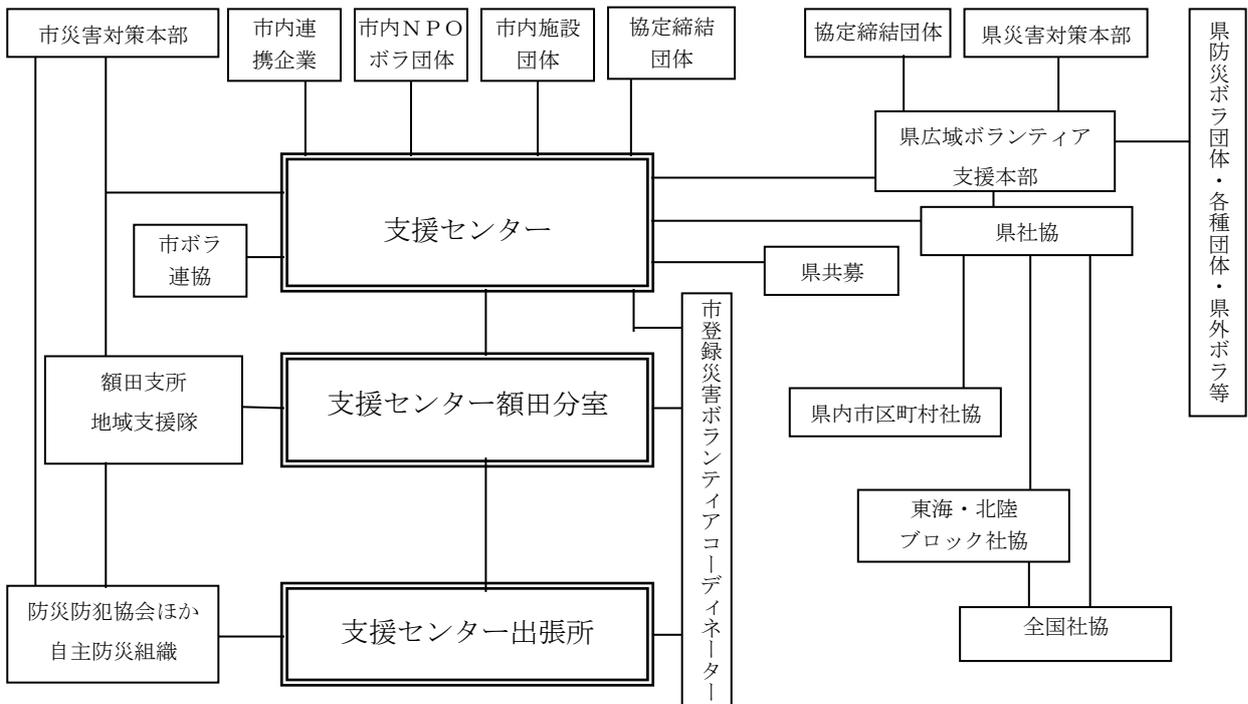 市災害対策本部
市内連
携企業
市内ＮＰＯ
ボラ団体
市内施設
団体
協定締結
団体
協定締結団体
県災害対策本部
県防災ボラ団体・各種団体・県外ボラ等
県広域ボランティア
支援本部
支援センター
県社協
市ボラ
連協
県共募
市登録災害ボランティアコーディネーター
額田支所
地域支援隊
支援センター額田分室
県内市区町村社協
東海・北陸
ブロック社協
防災防犯協会ほか
自主防災組織
支援センター出張所
全国社協